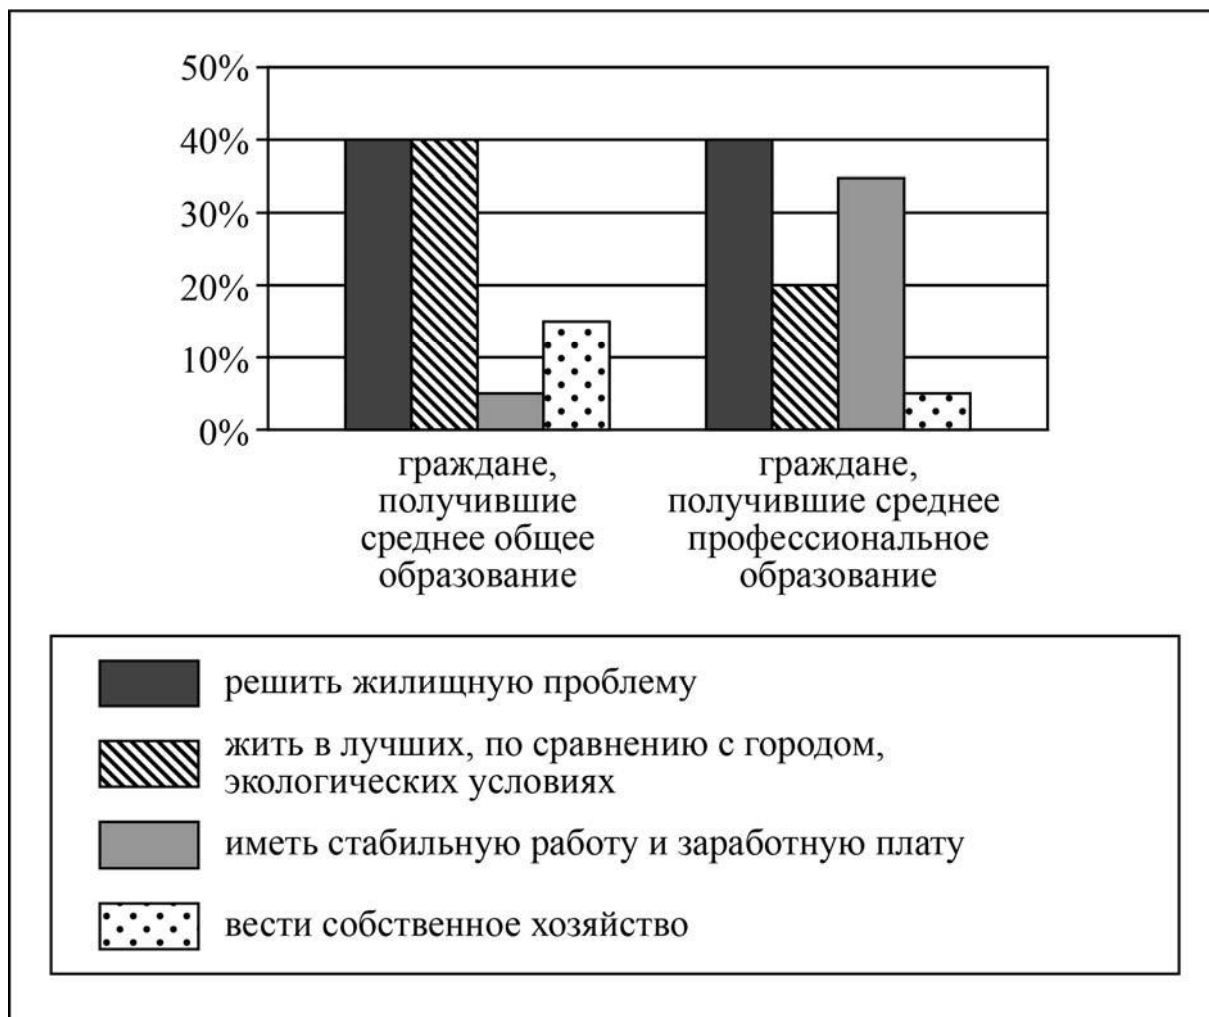 50%
40%
30%
20%
10%
0%
граждане,
получившие
среднее общее
образование
граждане,
получившие среднее
профессиональное
образование
решить жилищную проблему
жить в лучших, по сравнению с городом,
экологических условиях
иметь стабильную работу и заработную плату
вести собственное хозяйство